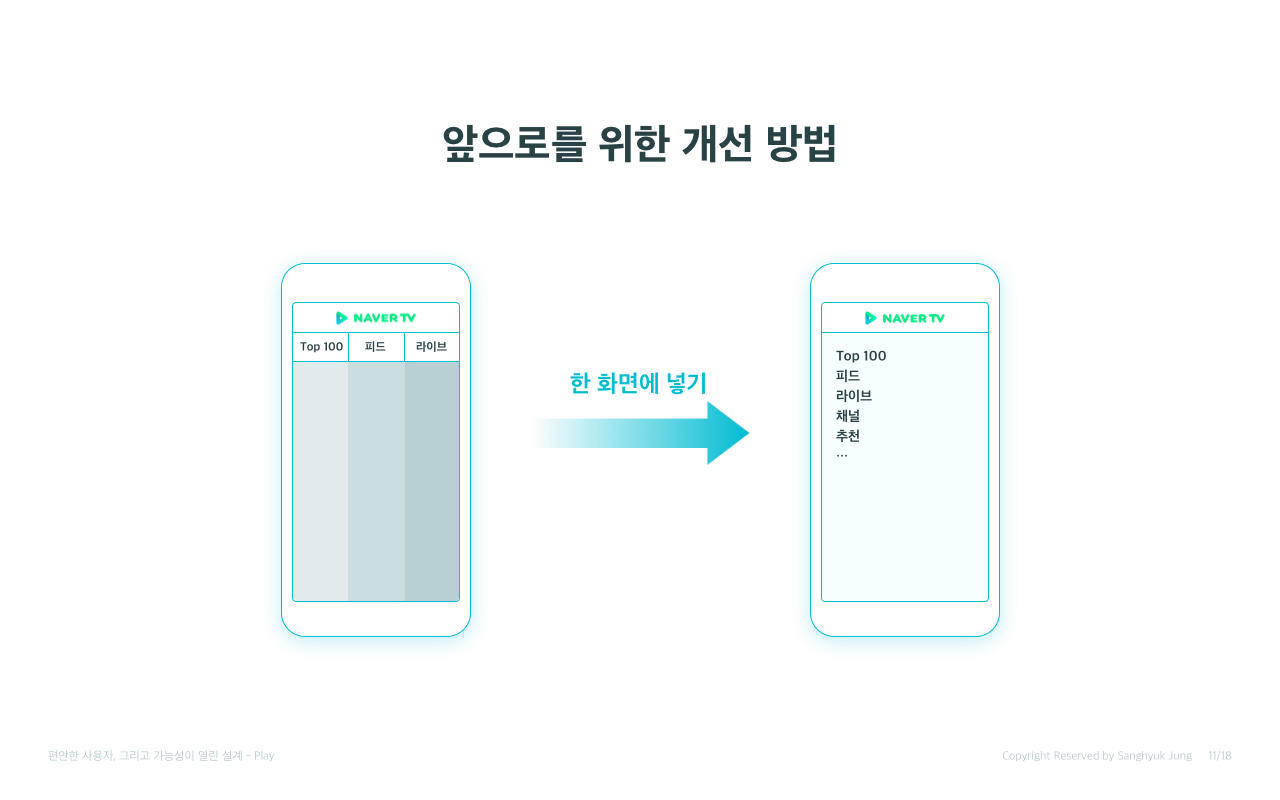 앞으로를 위한 개선 방법
NAVER TV
Top 100
피드
라이브
한 화면에 넣기
NAVER TV
Top 100
피드
라이브
채널
추천
...
편안한 사용자, 그리고 가능성이 열린 설계 - Play
Copyright Reserved by Sanghyuk Jung
11/18